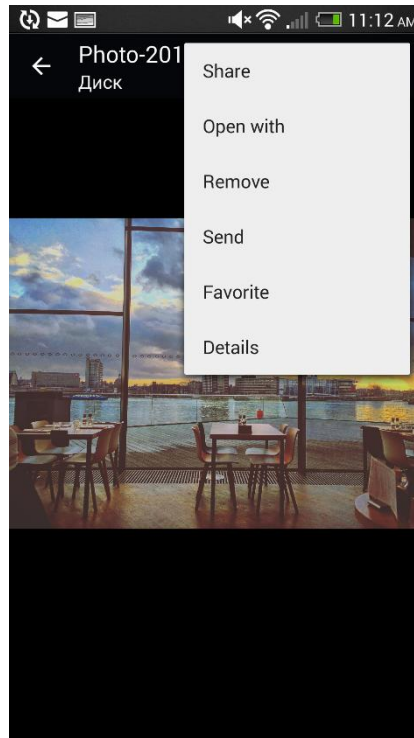 11:12 AM
Photo-201
Диск
Share
Open with
Remove
Send
Favorite
Details